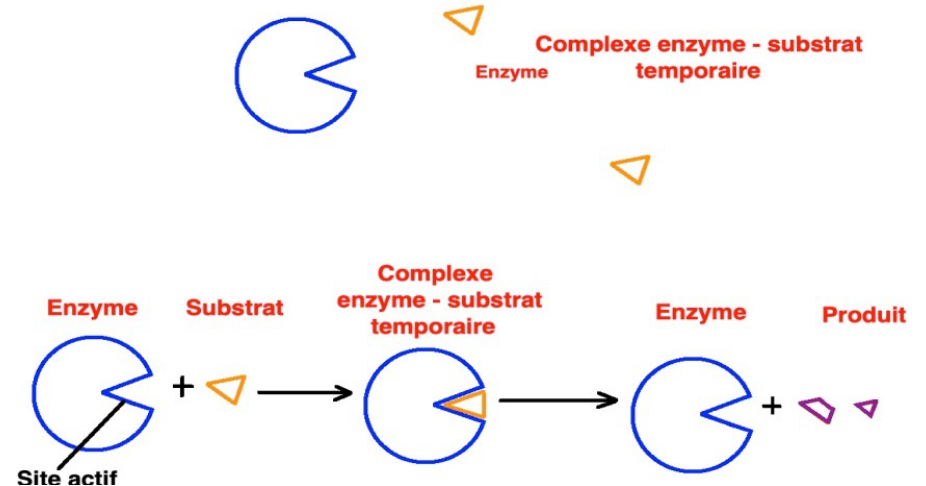 Complexe enzyme - substrat
Enzyme
temporaire
Complexe
Enzyme
Substrat
enzyme - substrat
temporaire
Enzyme
Produit
+
+
Site actif